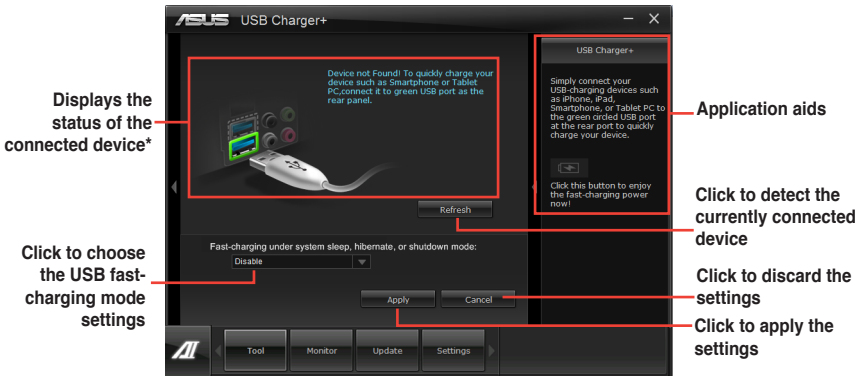 ASUS USB Charger+
USB Charger+
Device not Found! To quickly charge your
device such as Smartphone or Tablet
PC,connect it to green USB port as the
rear panel.
Simply connect your
USB-charging devices such
as iPhone, iPad,
Smartphone, or Tablet PC to
the green circled USB port
at the rear port to quickly
charge your device.
Click this button to enjoy
the fast-charging power
now!
Displays the
status of the
connected device*
Application aids
Refresh
Click to detect the
currently connected
device
Fast-charging under system sleep, hibernate, or shutdown mode:
Disable
Click to choose
the USB fast-
charging mode
settings
Apply
Cancel
Click to discard the
settings
Click to apply the
settings
Tool
Monitor
Update
Settings